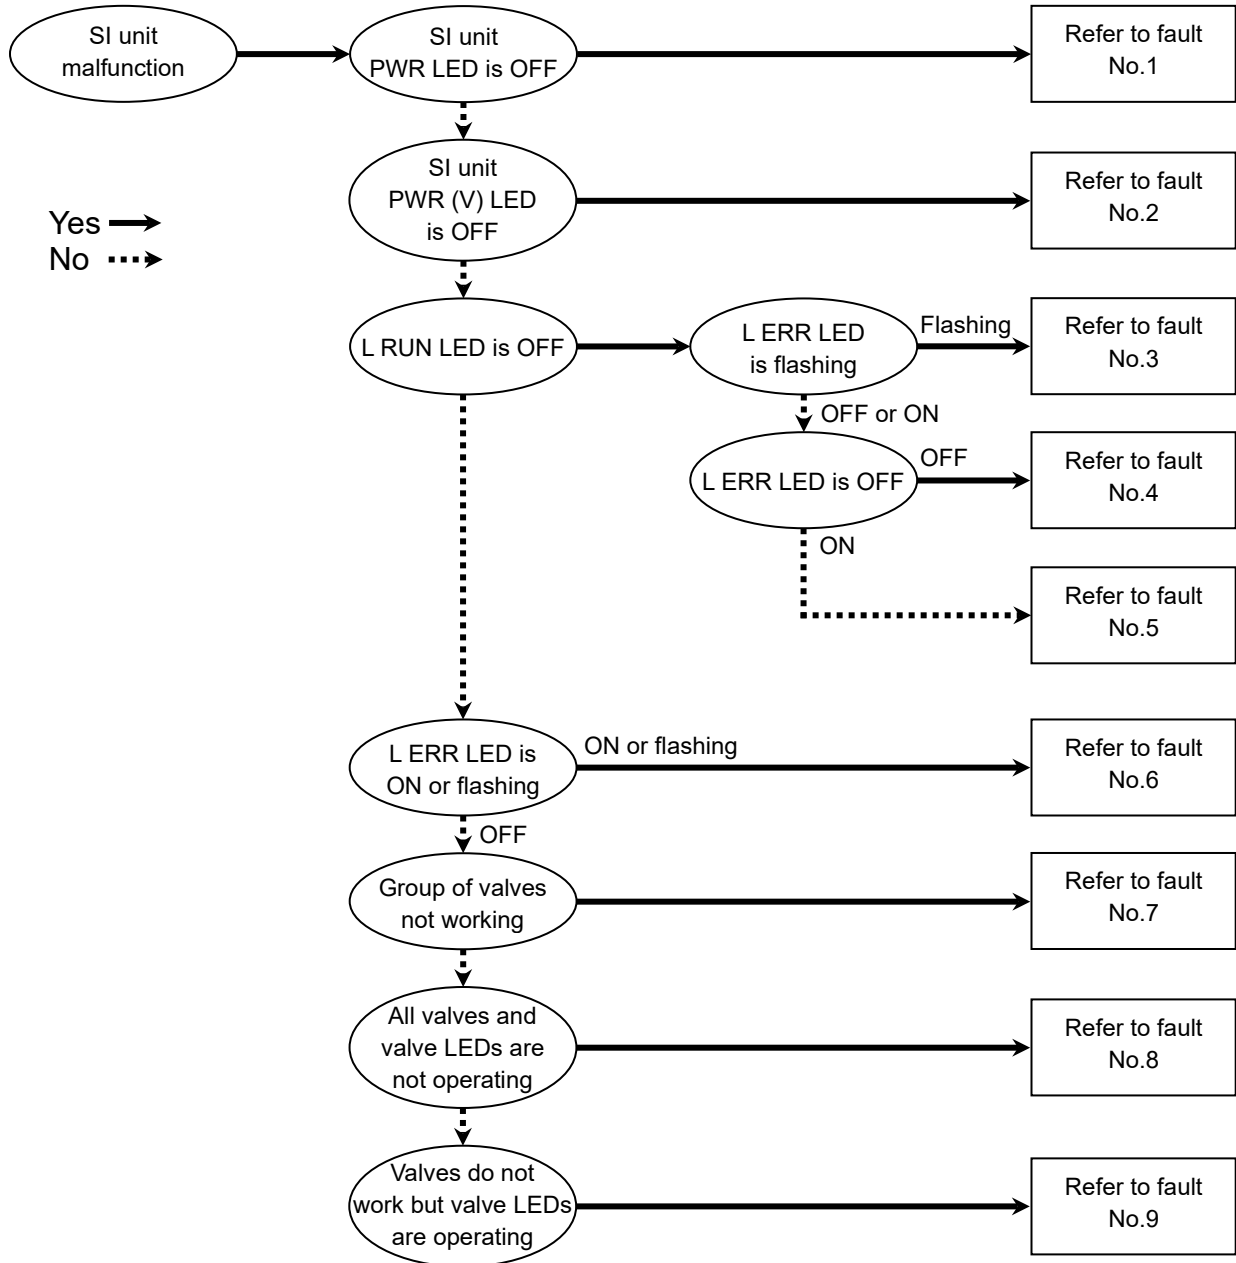 SI unit
malfunction
SI unit
PWR LED is OFF
Refer to fault
No.1
SI unit
PWR (V) LED
is OFF
Refer to fault
No.2
Yes
No
L RUN LED is OFF
L ERR LED
is flashing
Flashing
Refer to fault
No.3
OFF or ON
L ERR LED is OFF
OFF
Refer to fault
No.4
ON
Refer to fault
No.5
L ERR LED is
ON or flashing
ON or flashing
Refer to fault
No.6
OFF
Group of valves
not working
Refer to fault
No.7
All valves and
valve LEDs are
not operating
Refer to fault
No.8
Valves do not
work but valve LEDs
are operating
Refer to fault
No.9